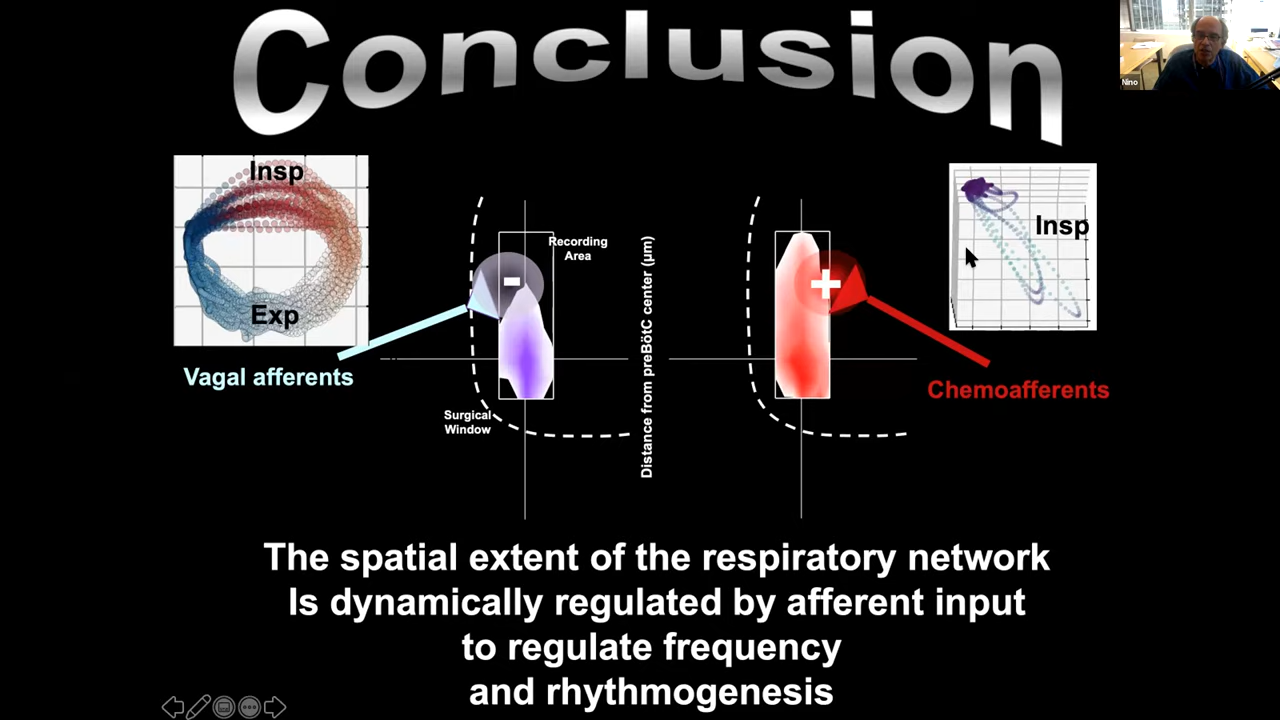 Conclusion
Nino
Insp
Exp
Vagal afferents
-
Recording
Area
Surgical
Window
Distance from preBötC center (µm)
+
Insp
Chemoafferents
The spatial extent of the respiratory network
Is dynamically regulated by afferent input
to regulate frequency
and rhythmogenesis